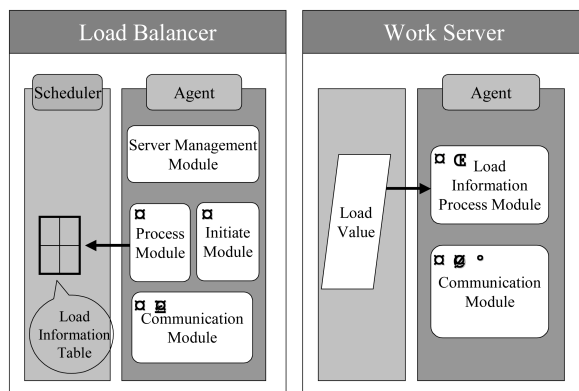 Load Balancer
Scheduler
Agent
Server Management
Module
Process
Module
Initiate
Module
Communication
Module
Load
Information
Table
Work Server
Agent
Load
Value
Load
Information
Process Module
Communication
Module